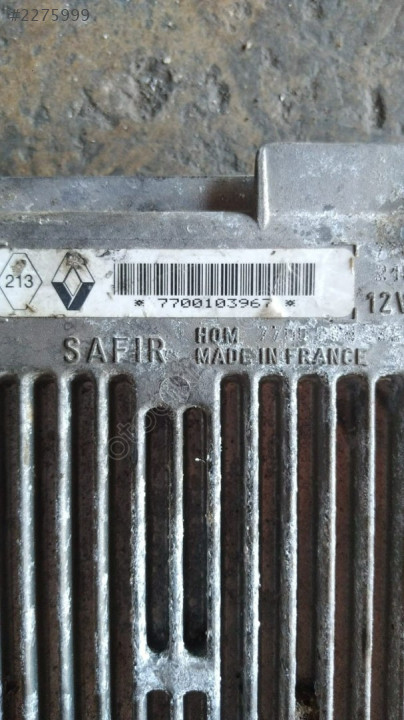 #2275999
213
* 7700103967 *
12V
SAFIR HOM
MADE IN FRANCE